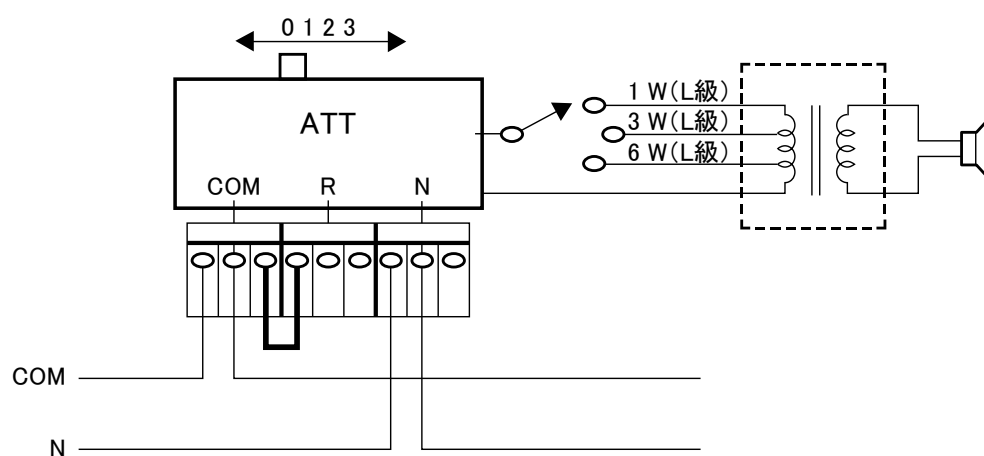 0 1 2 3
ATT
COM R N
1 W(L級)
3 W(L級)
6 W(L級)
COM
N